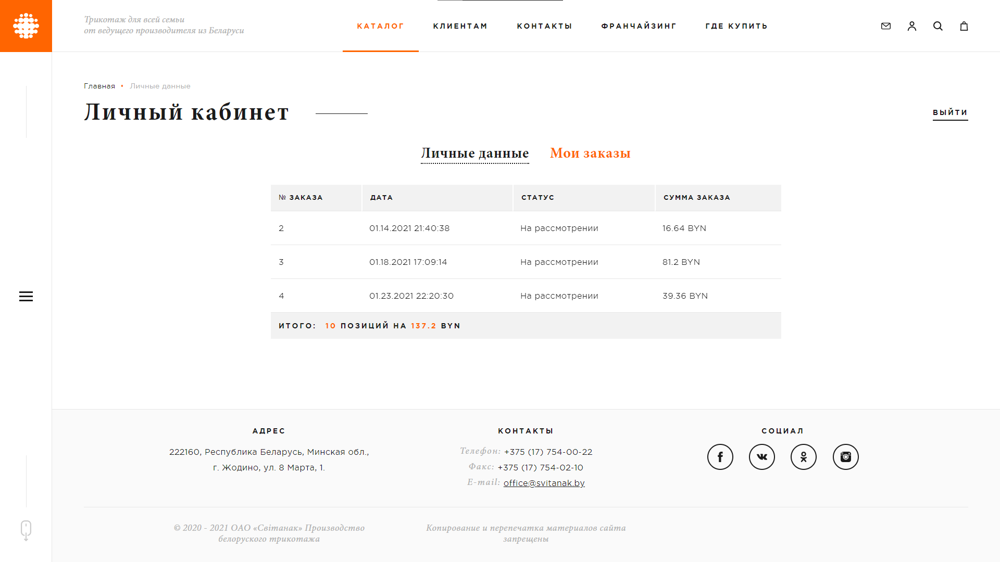 Трикотаж для всей семьи
от ведущего производителя из Беларуси
КАТАЛОГ
КЛИЕНТАМ
КОНТАКТЫ
ФРАНЧАЙЗИНГ
ГДЕ КУПИТЬ
Главная • Личные данные
Личный кабинет
ВЫЙТИ
Личные данные
Мои заказы
№ ЗАКАЗА ДАТА СТАТУС СУММА ЗАКАЗА
2 01.14.2021 21:40:38 На рассмотрении 16.64 BYN
3 01.18.2021 17:09:14 На рассмотрении 81.2 BYN
4 01.23.2021 22:20:30 На рассмотрении 39.36 BYN
ИТОГО: 10 ПОЗИЦИЙ НА 137.2 BYN
АДРЕС
222160, Республика Беларусь, Минская обл.,
г. Жодино, ул. 8 Марта, 1.
КОНТАКТЫ
Телефон: +375 (17) 754-00-22
Факс: +375 (17) 754-02-10
E-mail: office@svitanak.by
СОЦИАЛ
© 2020 - 2021 ОАО «Світанак» Производство
белоруского трикотажа
Копирование и перепечатка материалов сайта
запрещены